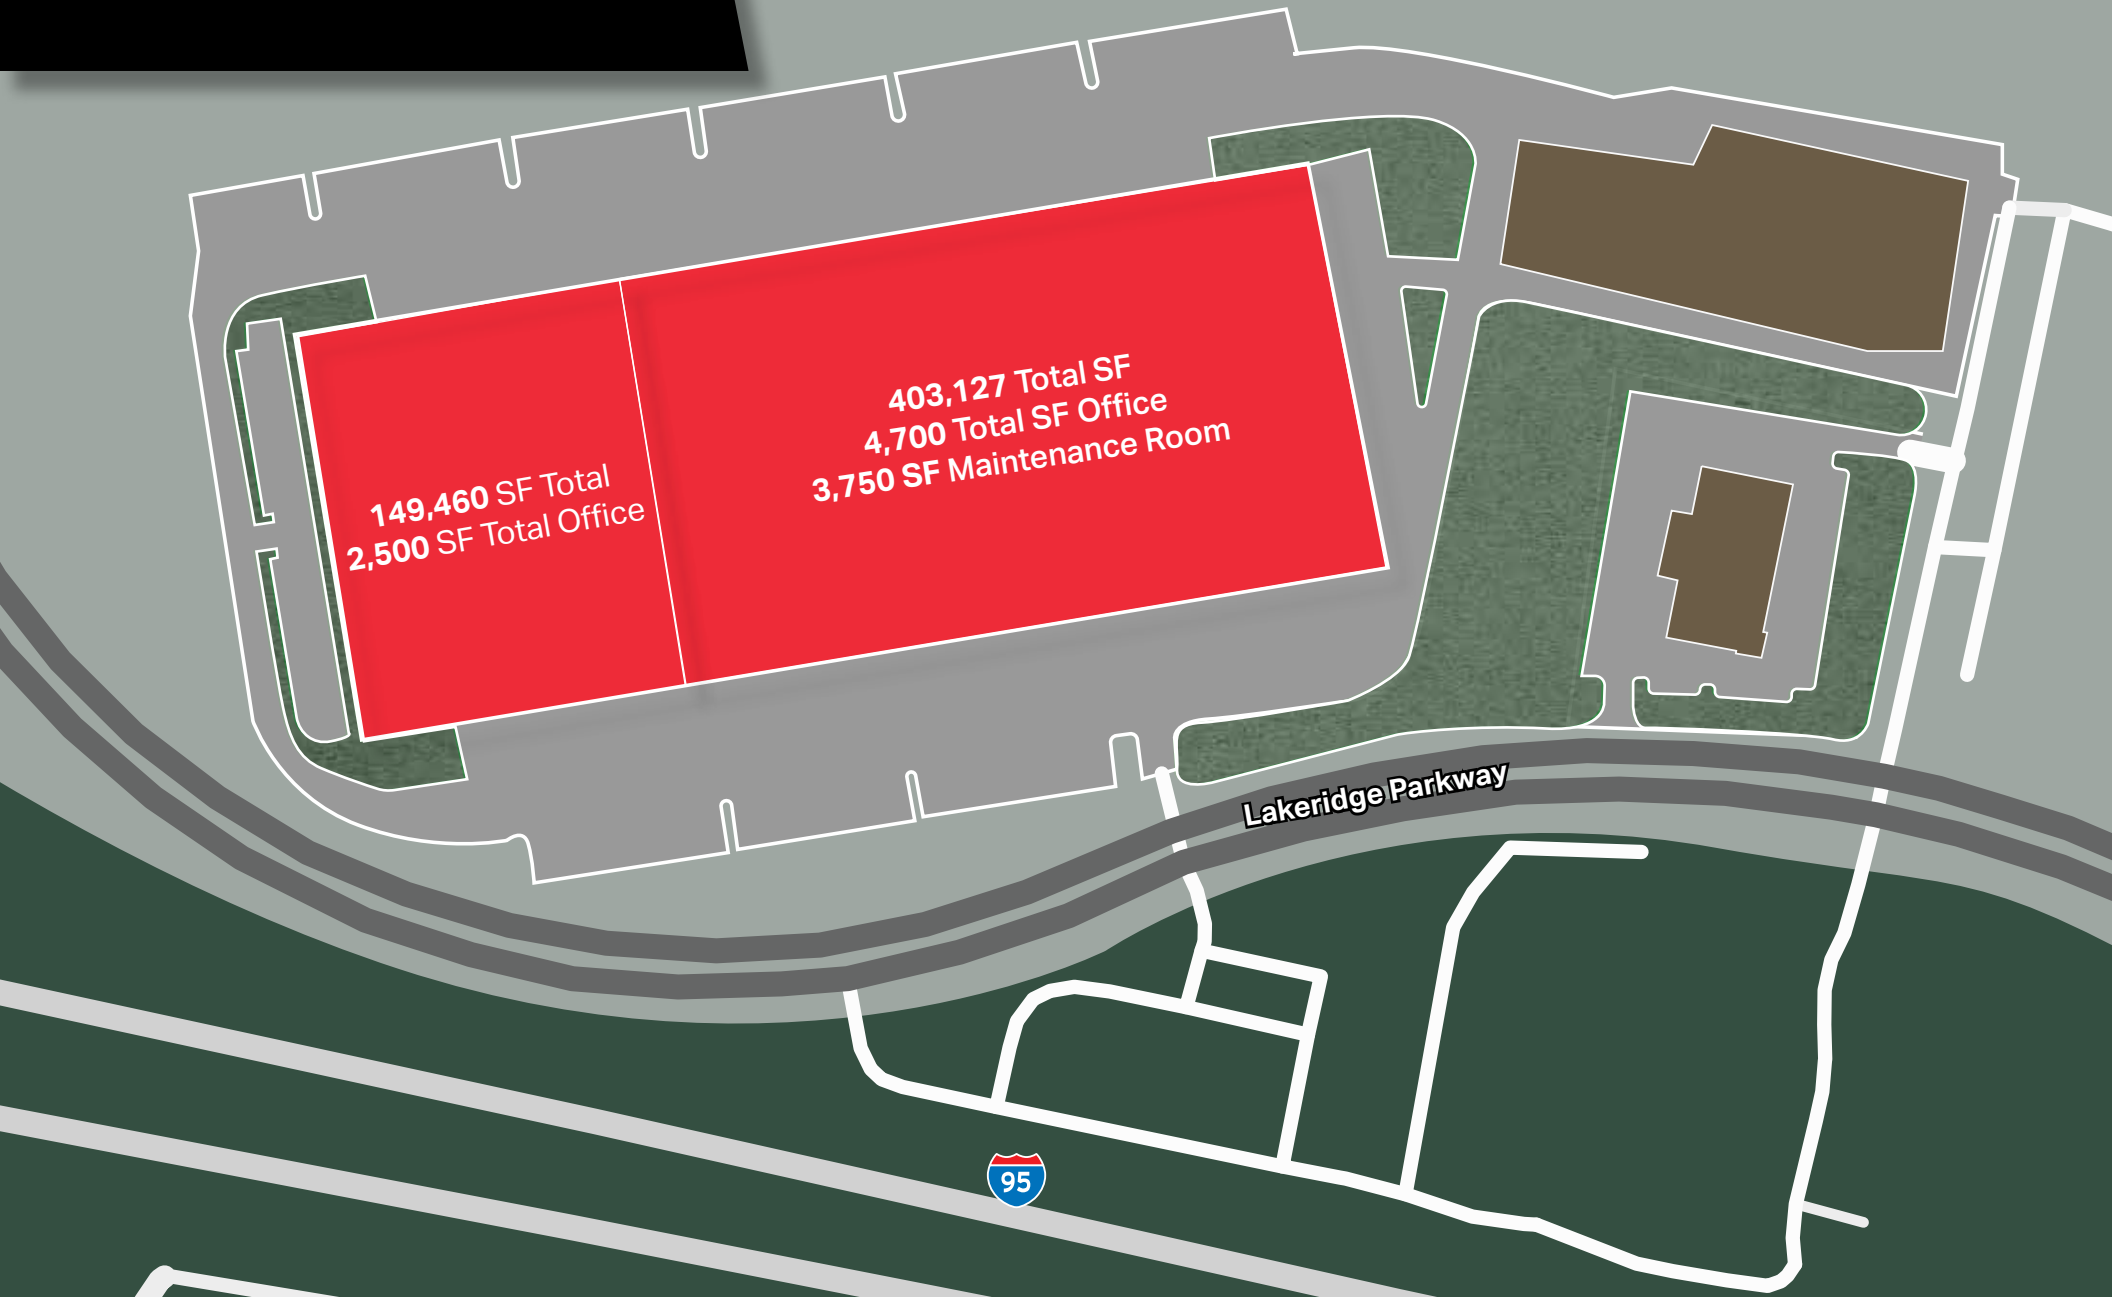 403,127 Total SF
4,700 Total SF Office
3,750 SF Maintenance Room
149,460 SF Total
2,500 SF Total Office
Lakeridge Parkway
95